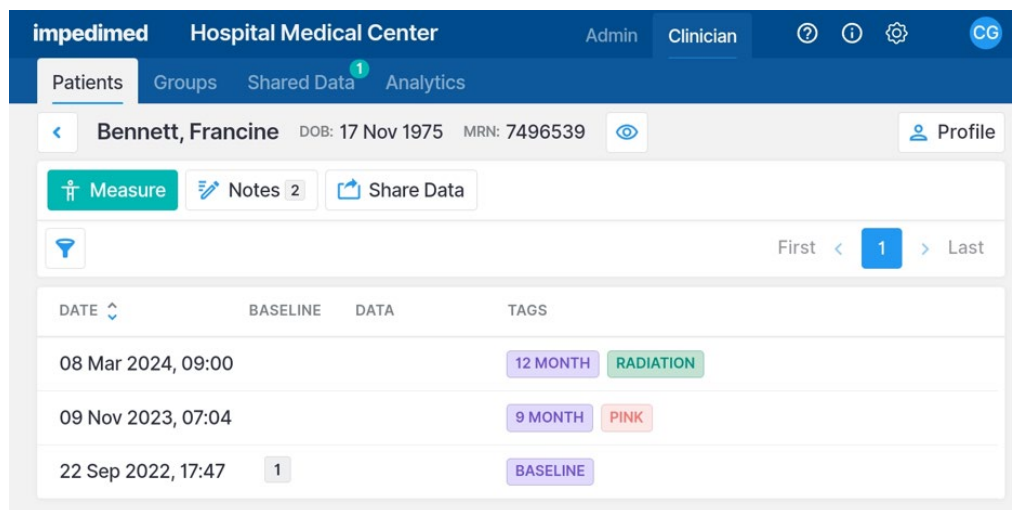 impedimed Hospital Medical Center Admin Clinician CG
Patients Groups Shared Data 1 Analytics
Bennett, Francine DOB: 17 Nov 1975 MRN: 7496539 Profile
Measure Notes 2 Share Data
First < 1 > Last
DATE BASELINE DATA TAGS
08 Mar 2024, 09:00 12 MONTH RADIATION
09 Nov 2023, 07:04 9 MONTH PINK
22 Sep 2022, 17:47 1 BASELINE